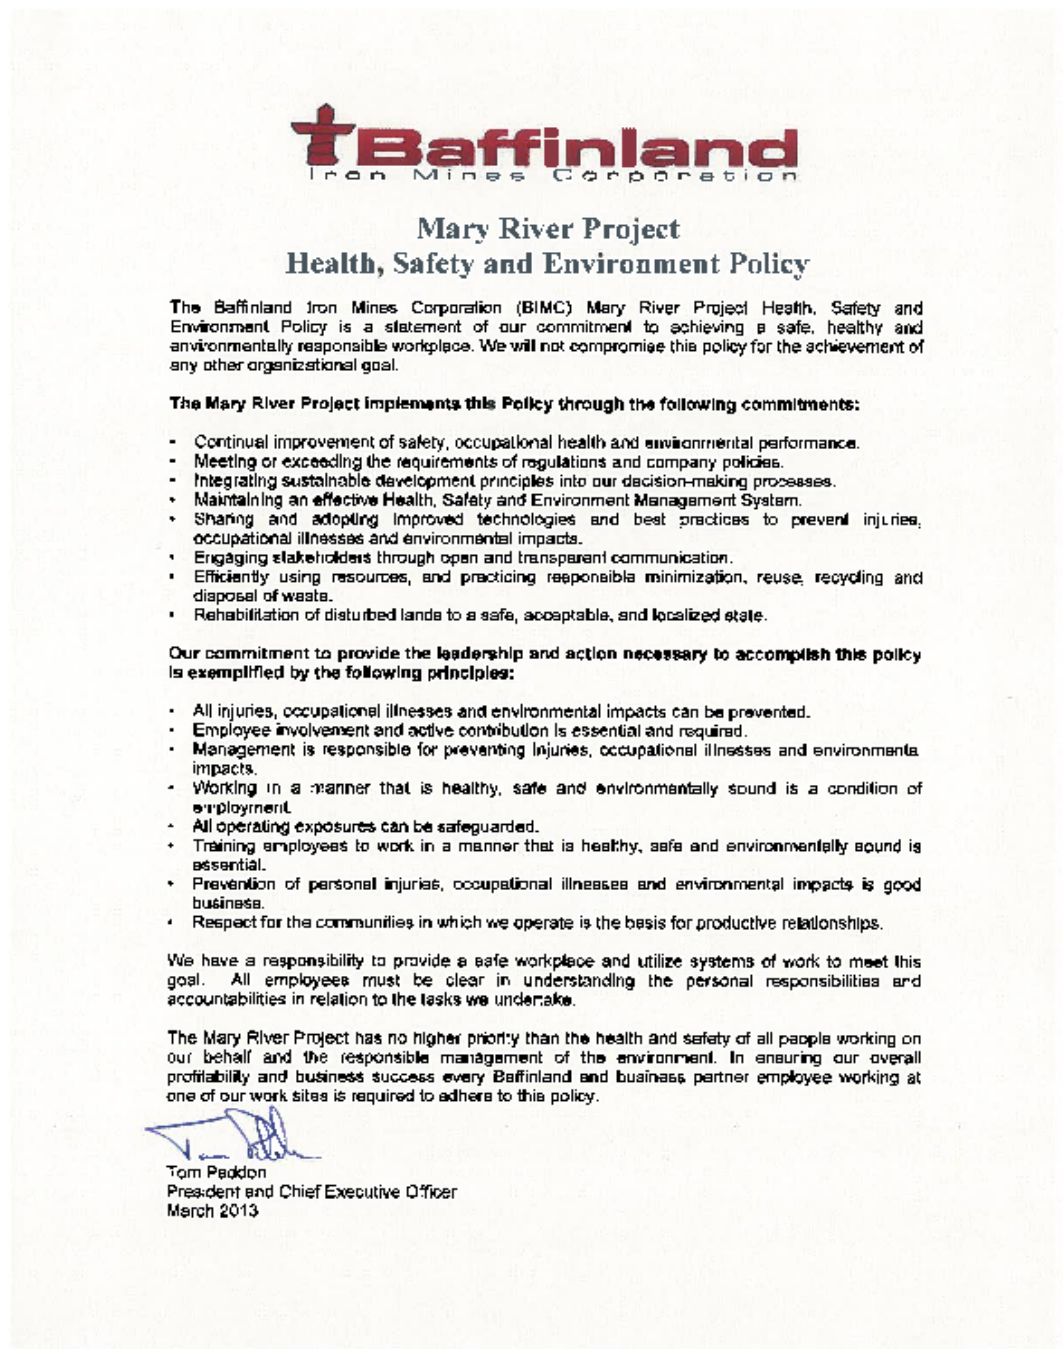 Baffinland
Iron Mines Corporation
Mary River Project
Health, Safety and Environment Policy
The Baffinland Iron Mines Corporation (BIMC) Mary River Project Health, Safety and
Environment Policy is a statement of our commitment to achieving a safe, healthy and
environmentally responsible workplace. We will not compromise this policy for the achievement of
any other organizational goal.
The Mary River Project implements this Policy through the following commitments:
- Continual improvement of safety, occupational health and environmental performance.
- Meeting or exceeding the requirements of regulations and company policies.
- Integrating sustainable development principles into our decision-making processes.
• Maintaining an effective Health, Safety and Environment Management System.
• Sharing and adopting improved technologies and best practices to prevent injuries,
occupational illnesses and environmental impacts.
• Engaging stakeholders through open and transparent communication.
• Efficiently using resources, and practicing responsible minimization, reuse, recycling and
disposal of waste.
• Rehabilitation of disturbed lands to a safe, acceptable, and localized state.
Our commitment to provide the leadership and action necessary to accomplish this policy
is exemplified by the following principles:
• All injuries, occupational illnesses and environmental impacts can be prevented.
• Employee involvement and active contribution is essential and required.
• Management is responsible for preventing injuries, occupational illnesses and environmenta
impacts.
• Working in a manner that is healthy, safe and environmentally sound is a condition of
employment.
• All operating exposures can be safeguarded.
• Training employees to work in a manner that is healthy, safe and environmentally sound is
essential.
• Prevention of personal injuries, occupational illnesses and environmental impacts is good
business.
• Respect for the communities in which we operate is the basis for productive relationships.
We have a responsibility to provide a safe workplace and utilize systems of work to meet this
goal. All employees must be clear in understanding the personal responsibilities and
accountabilities in relation to the tasks we undertake.
The Mary River Project has no higher priority than the health and safety of all people working on
our behalf and the responsible management of the environment. In ensuring our overall
profitability and business success every Baffinland and business partner employee working at
one of our work sites is required to adhere to this policy.
Tom Paddon
President and Chief Executive Officer
March 2013